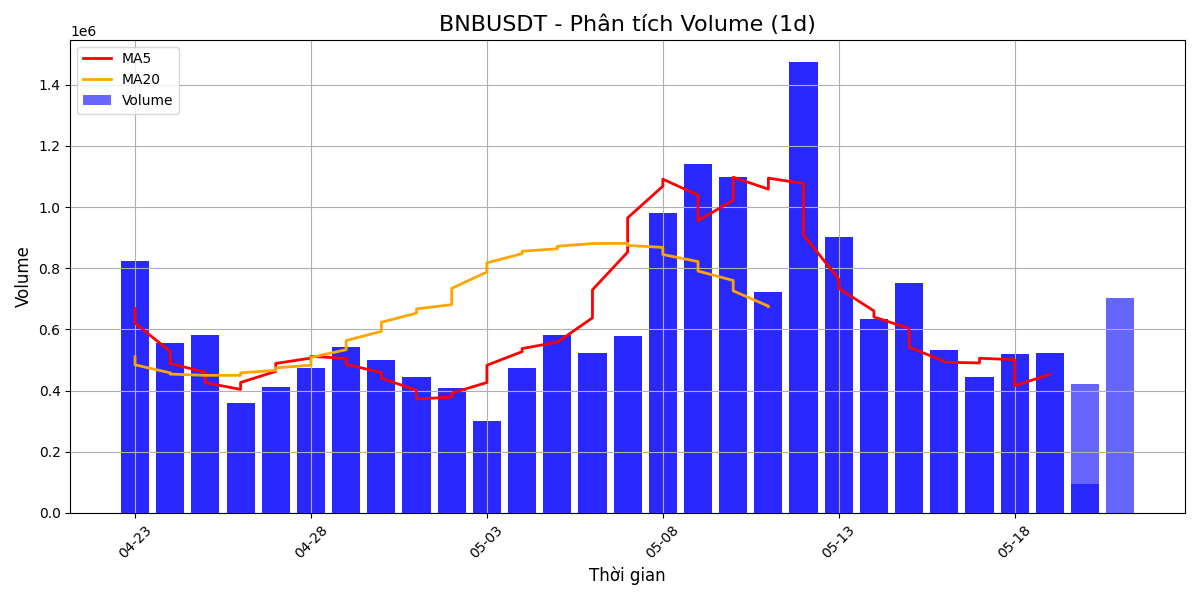 BNBUSDT - Phân tích Volume (1d)
1e6
MA5
MA20
Volume
1.4
1.2
1.0
0.8
0.6
0.4
0.2
0.0
Volume
04-23
04-28
05-03
05-08
05-13
05-18
Thời gian